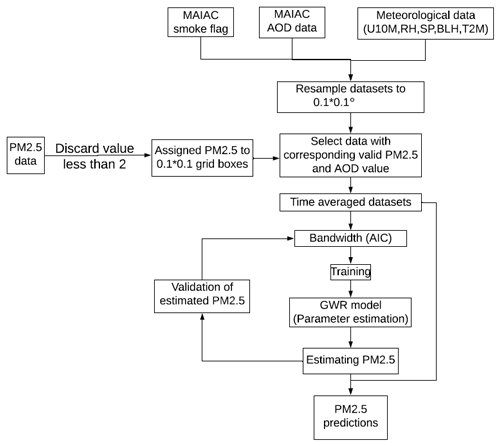 MAIAC
smoke flag
MAIAC
AOD data
Meteorological data
(U10M,RH,SP,BLH,T2M)
Resample datasets to
0.1*0.1°
PM2.5
data
Discard value
less than 2
Assigned PM2.5 to
0.1*0.1 grid boxes
Select data with
corresponding valid PM2.5
and AOD value
Time averaged datasets
Bandwidth (AIC)
Training
Validation of
estimated PM2.5
GWR model
(Parameter estimation)
Estimating PM2.5
PM2.5
predictions